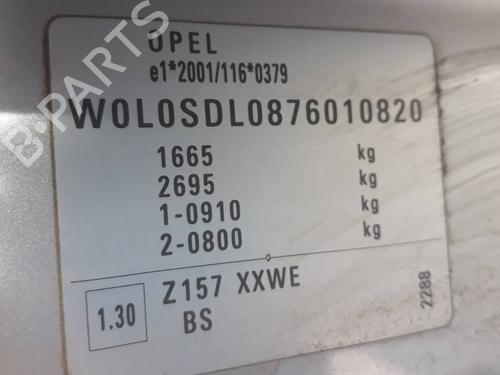 B-PARTS
OPEL
e1*2001/116*0379
W0L0SDL0876010820
1665 kg
2695 kg
1-0910 kg
2-0800 kg
1.30 Z157 XXWE
BS
2288